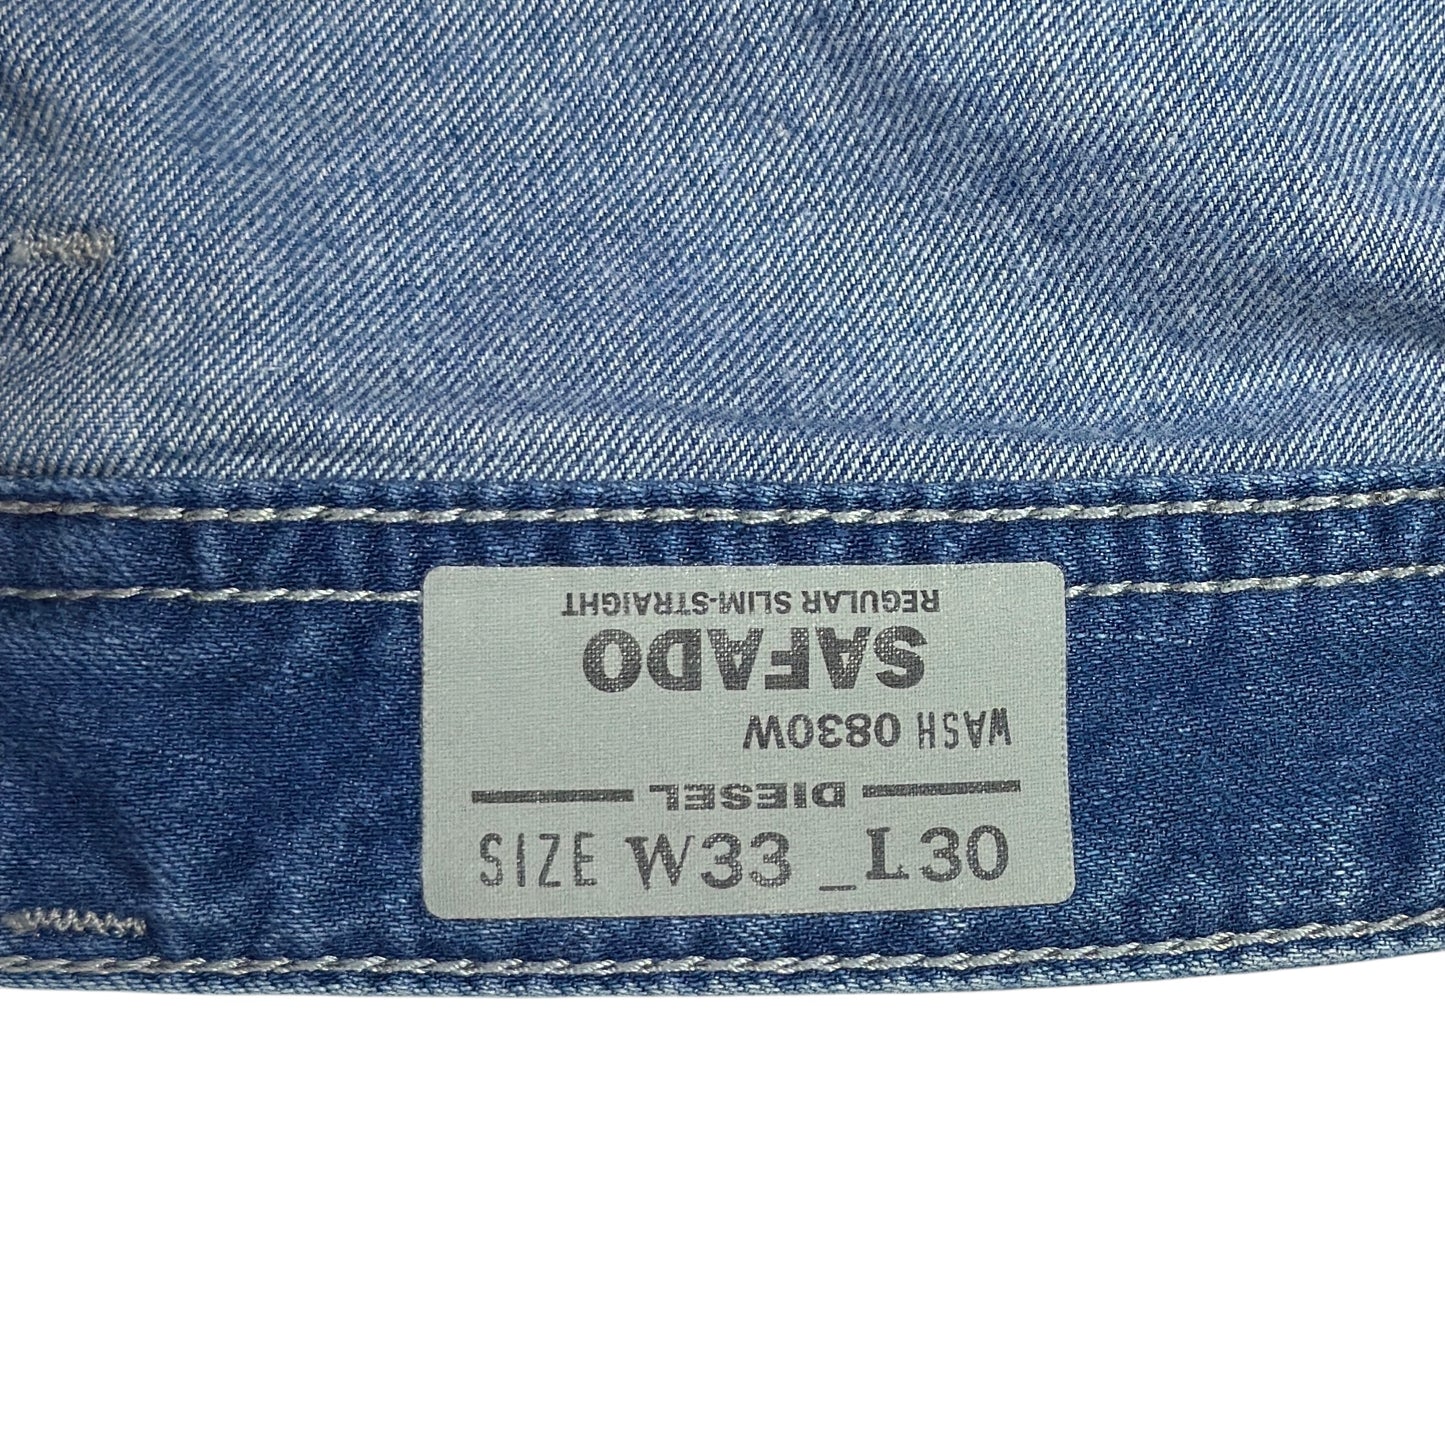 SIZE W33 _L30
DIESEL
WASH 0830W
SAFADO
REGULAR SLIM-STRAIGHT